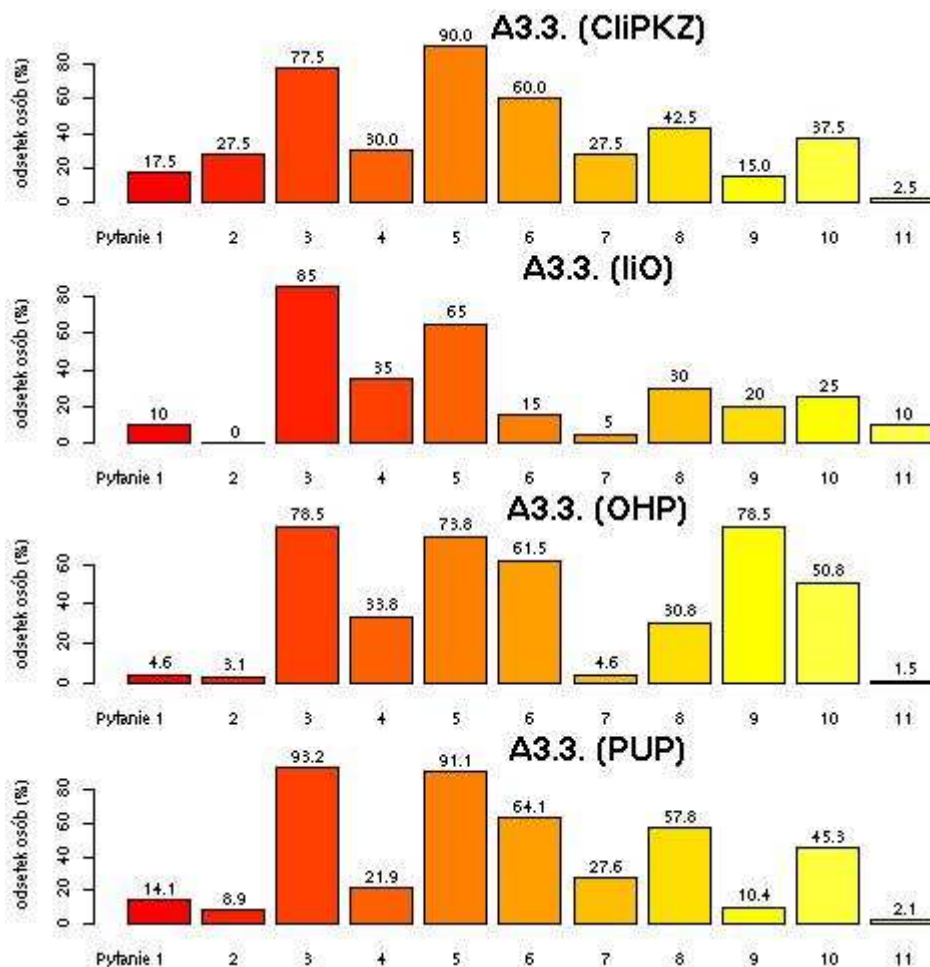 A3.3. (CIiPKZ)
odsetek osób (%)
0 20 40 60 80
17.5 27.5 77.5 30.0 90.0 60.0 27.5 42.5 15.0 37.5 2.5
Pytanie 1 2 3 4 5 6 7 8 9 10 11
A3.3. (IiO)
odsetek osób (%)
0 20 40 60 80
10 0 85 35 65 15 5 30 20 25 10
Pytanie 1 2 3 4 5 6 7 8 9 10 11
A3.3. (OHP)
odsetek osób (%)
0 20 40 60
4.6 3.1 78.5 33.8 73.8 61.5 4.6 30.8 78.5 50.8 1.5
Pytanie 1 2 3 4 5 6 7 8 9 10 11
A3.3. (PUP)
odsetek osób (%)
0 20 40 60 80
14.1 8.9 93.2 21.9 91.1 64.1 27.6 57.8 10.4 45.3 2.1
Pytanie 1 2 3 4 5 6 7 8 9 10 11